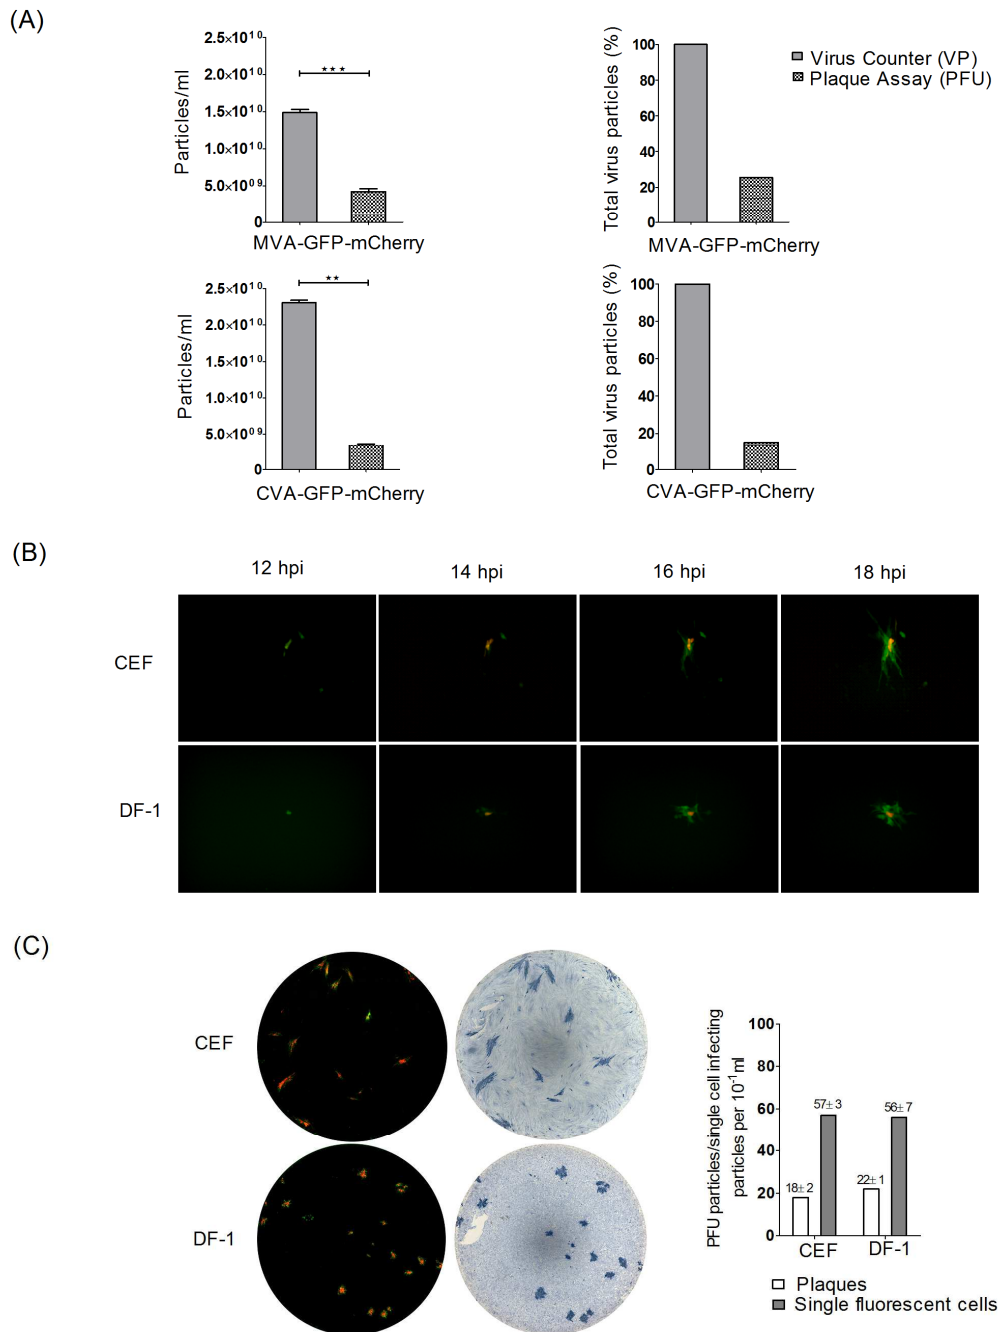 (A)
2.5×10¹⁰
2.0×10¹⁰
1.5×10¹⁰
1.0×10¹⁰
5.0×10⁰⁹
0
Particles/ml
★★★
MVA-GFP-mCherry
100
80
60
40
20
0
Total virus particles (%)
MVA-GFP-mCherry
Virus Counter (VP)
Plaque Assay (PFU)
2.5×10¹⁰
2.0×10¹⁰
1.5×10¹⁰
1.0×10¹⁰
5.0×10⁰⁹
0
Particles/ml
★★
CVA-GFP-mCherry
100
80
60
40
20
0
Total virus particles (%)
CVA-GFP-mCherry
(B)
12 hpi
14 hpi
16 hpi
18 hpi
CEF
DF-1
(C)
CEF
DF-1
PFU particles/single cell infecting
particles per 10⁻¹ml
100
80
60
40
20
0
18±2
57±3
22±1
56±7
CEF
DF-1
Plaques
Single fluorescent cells